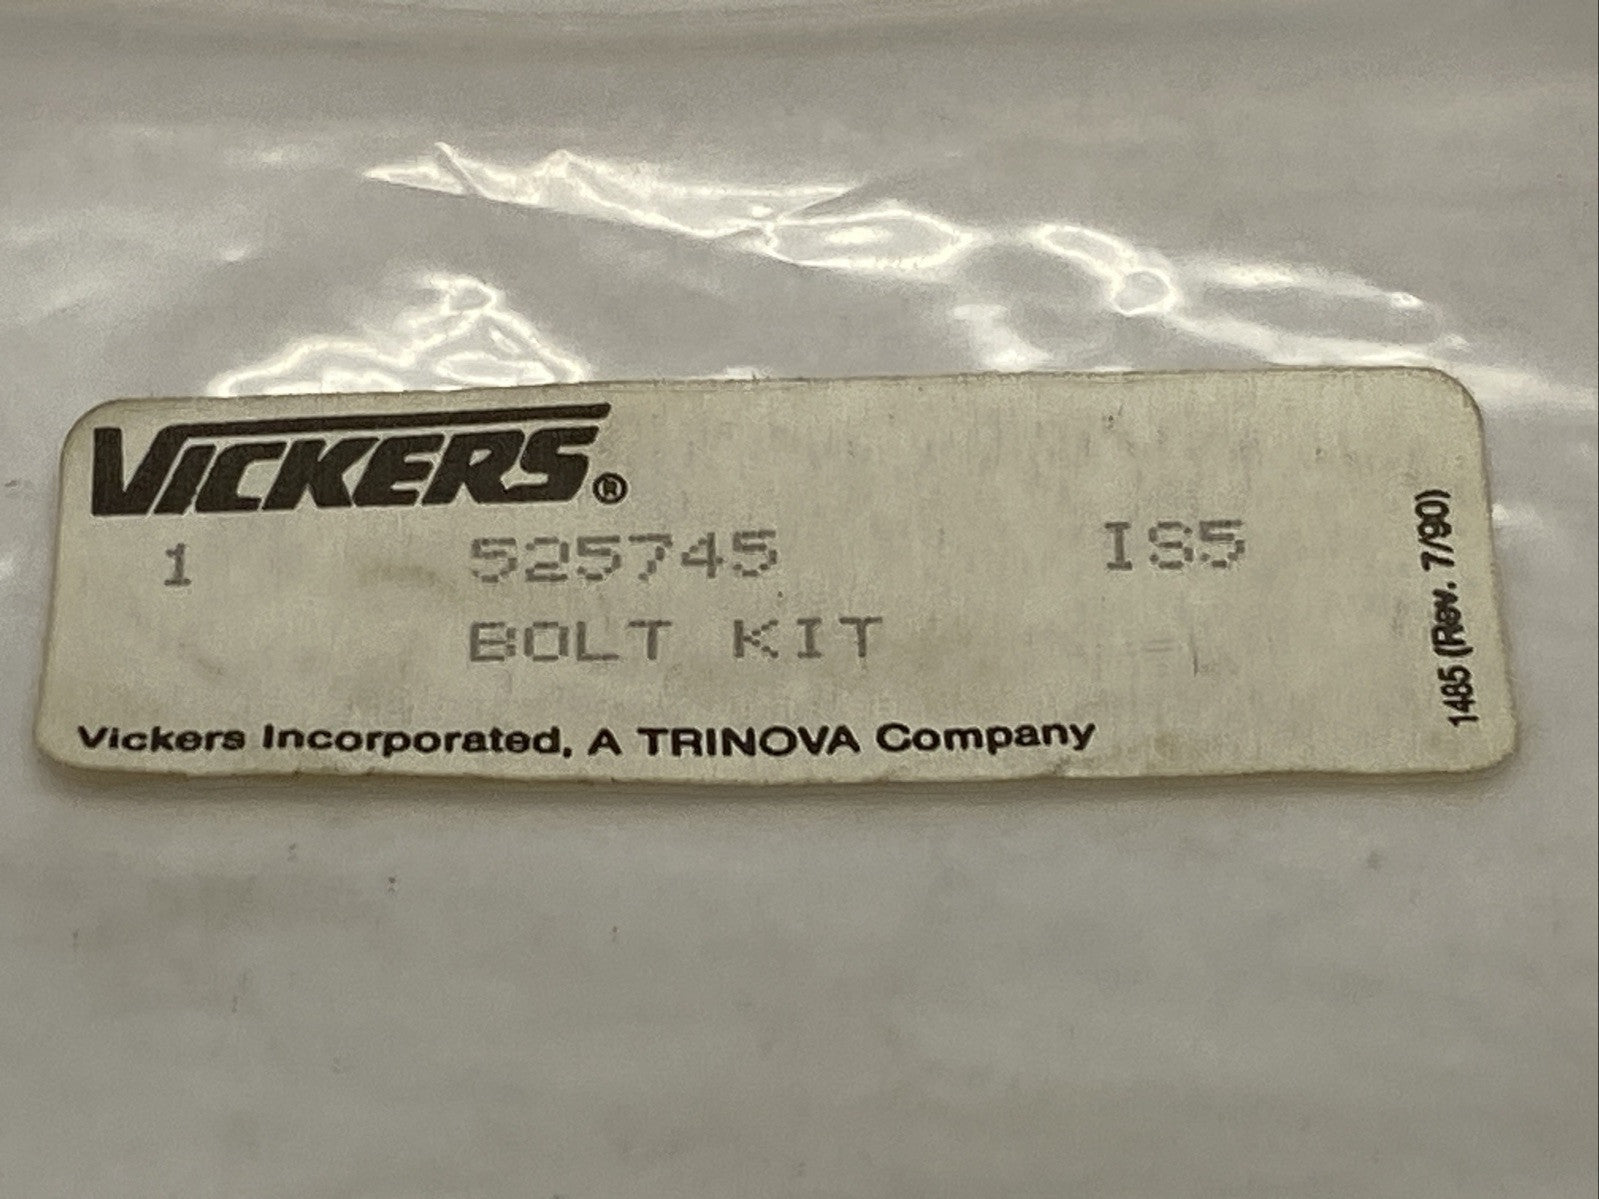 VICKERS®
1 525745 IS5
BOLT KIT
Vickers Incorporated, A TRINOVA Company
1485 (Rev. 7/90)